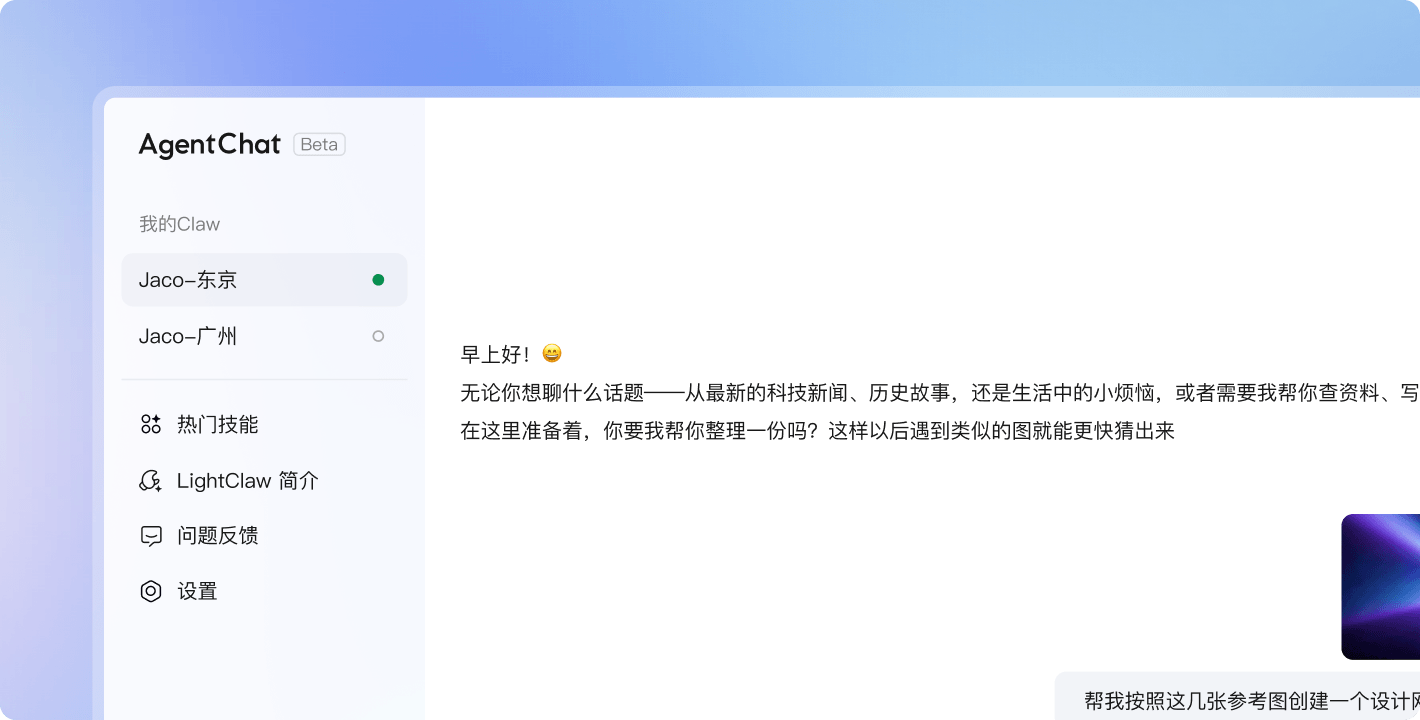 AgentChat Beta
我的Claw
Jaco-东京
Jaco-广州
热门技能
LightClaw 简介
问题反馈
设置
早上好！😄
无论你想聊什么话题——从最新的科技新闻、历史故事，还是生活中的小烦恼，或者需要我帮你查资料、写
在这里准备着，你要我帮你整理一份吗？这样以后遇到类似的图就能更快猜出来
帮我按照这几张参考图创建一个设计